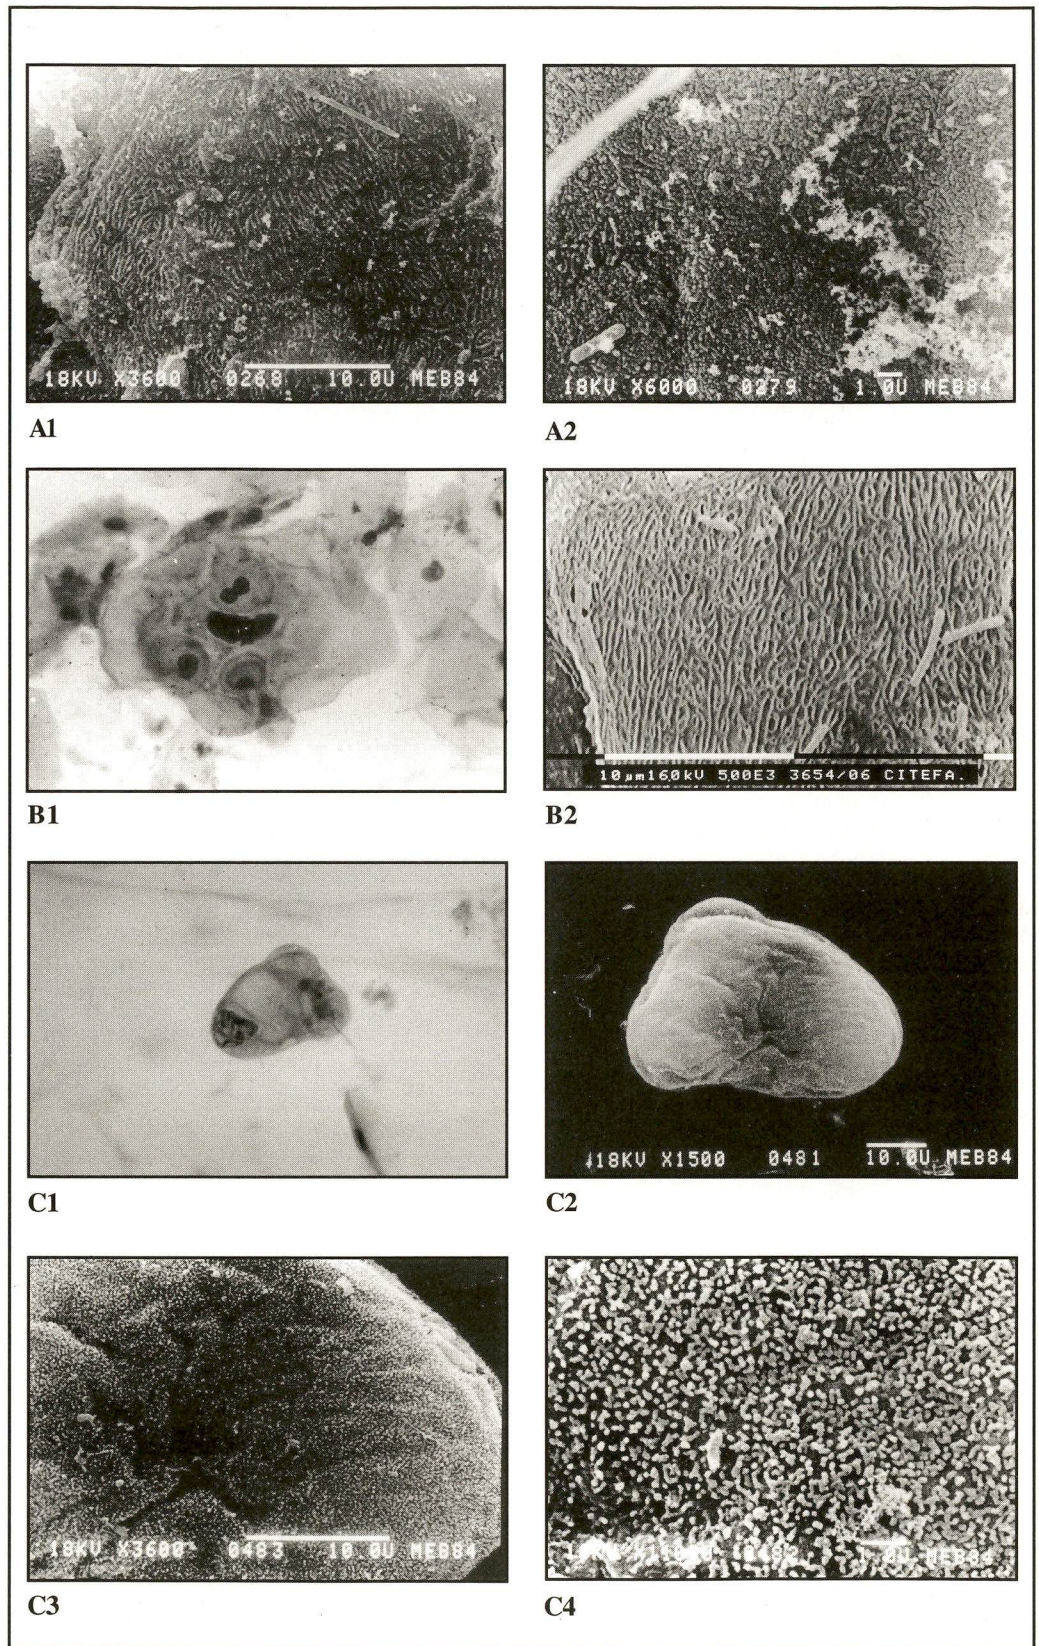 18KV X3600 0268 10.0U MEB84
18KV X6000 0279 1.0U MEB84
A1
A2
10µm160kV 500E3 3654/06 CITEFA.
B1
B2
18KV X1500 0481 10.0U MEB84
C1
C2
18KV X3600 0483 10.0U MEB84
C3
C4